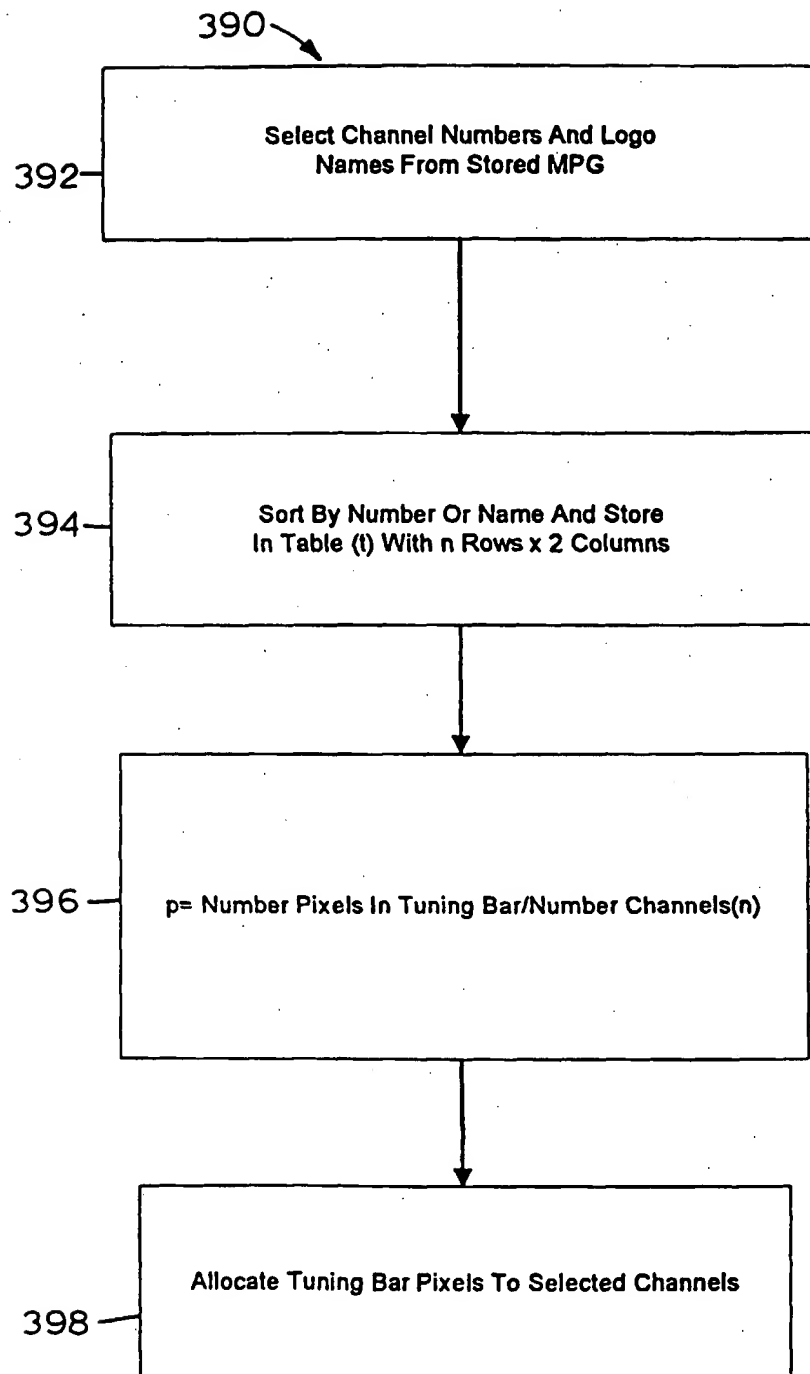 390
Select Channel Numbers And Logo
Names From Stored MPG
392
Sort By Number Or Name And Store
In Table (t) With n Rows x 2 Columns
394
p= Number Pixels In Tuning Bar/Number Channels(n)
396
Allocate Tuning Bar Pixels To Selected Channels
398